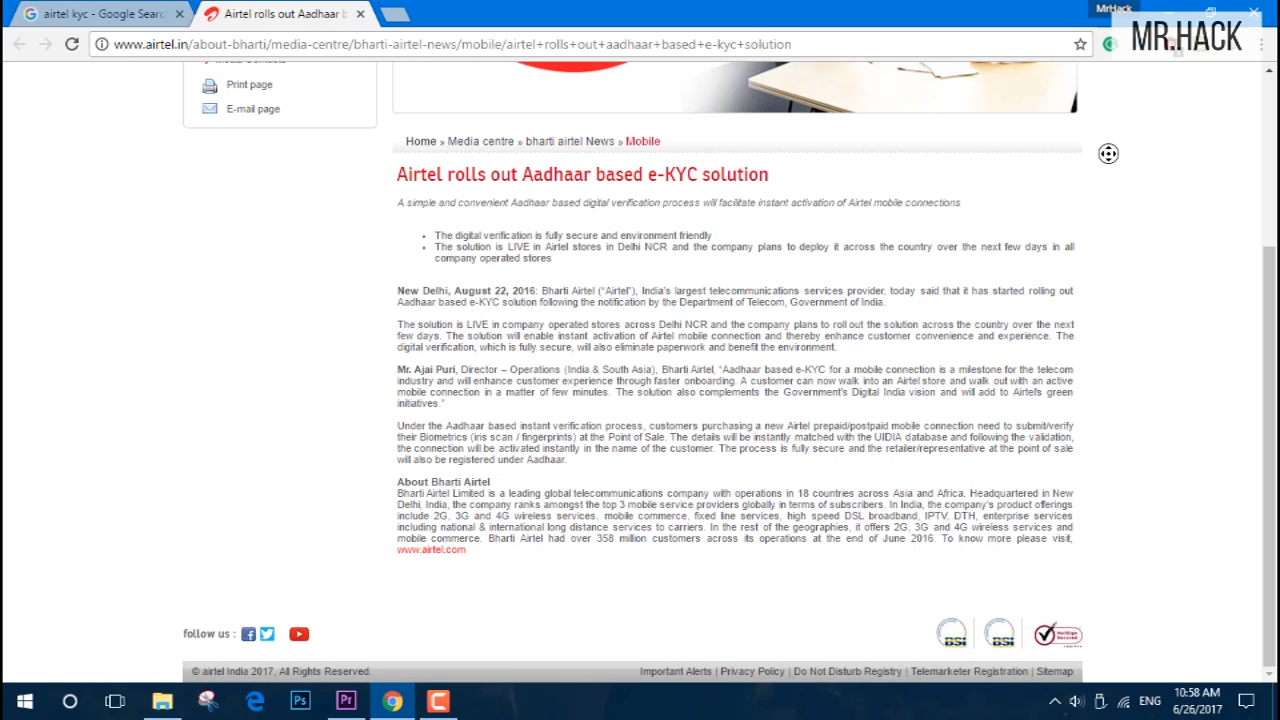 airtel kyc - Google Searc
Airtel rolls out Aadhaar b
MrHack
MR.HACK
www.airtel.in/about-bharti/media-centre/bharti-airtel-news/mobile/airtel+rolls+out+aadhaar+based+e-kyc+solution
Media Contacts
Print page
E-mail page
Home » Media centre » bharti airtel News » Mobile
Airtel rolls out Aadhaar based e-KYC solution
A simple and convenient Aadhaar based digital verification process will facilitate instant activation of Airtel mobile connections
• The digital verification is fully secure and environment friendly
• The solution is LIVE in Airtel stores in Delhi NCR and the company plans to deploy it across the country over the next few days in all
company operated stores
New Delhi, August 22, 2016: Bharti Airtel ("Airtel"), India's largest telecommunications services provider, today said that it has started rolling out
Aadhaar based e-KYC solution following the notification by the Department of Telecom, Government of India.
The solution is LIVE in company operated stores across Delhi NCR and the company plans to roll out the solution across the country over the next
few days. The solution will enable instant activation of Airtel mobile connection and thereby enhance customer convenience and experience. The
digital verification, which is fully secure, will also eliminate paperwork and benefit the environment.
Mr. Ajai Puri, Director – Operations (India & South Asia), Bharti Airtel, "Aadhaar based e-KYC for a mobile connection is a milestone for the telecom
industry and will enhance customer experience through faster onboarding. A customer can now walk into an Airtel store and walk out with an active
mobile connection in a matter of few minutes. The solution also complements the Government's Digital India vision and will add to Airtel's green
initiatives."
Under the Aadhaar based instant verification process, customers purchasing a new Airtel prepaid/postpaid mobile connection need to submit/verify
their Biometrics (iris scan / fingerprints) at the Point of Sale. The details will be instantly matched with the UIDIA database and following the validation,
the connection will be activated instantly in the name of the customer. The process is fully secure and the retailer/representative at the point of sale
will also be registered under Aadhaar.
About Bharti Airtel
Bharti Airtel Limited is a leading global telecommunications company with operations in 18 countries across Asia and Africa. Headquartered in New
Delhi, India, the company ranks amongst the top 3 mobile service providers globally in terms of subscribers. In India, the company's product offerings
include 2G, 3G and 4G wireless services, mobile commerce, fixed line services, high speed DSL broadband, IPTV, DTH, enterprise services
including national & international long distance services to carriers. In the rest of the geographies, it offers 2G, 3G and 4G wireless services and
mobile commerce. Bharti Airtel had over 358 million customers across its operations at the end of June 2016. To know more please visit,
www.airtel.com
follow us :
BSI
BSI
© airtel India 2017, All Rights Reserved.
Important Alerts | Privacy Policy | Do Not Disturb Registry | Telemarketer Registration | Sitemap
Ps
Pr
ENG
10:58 AM
6/26/2017